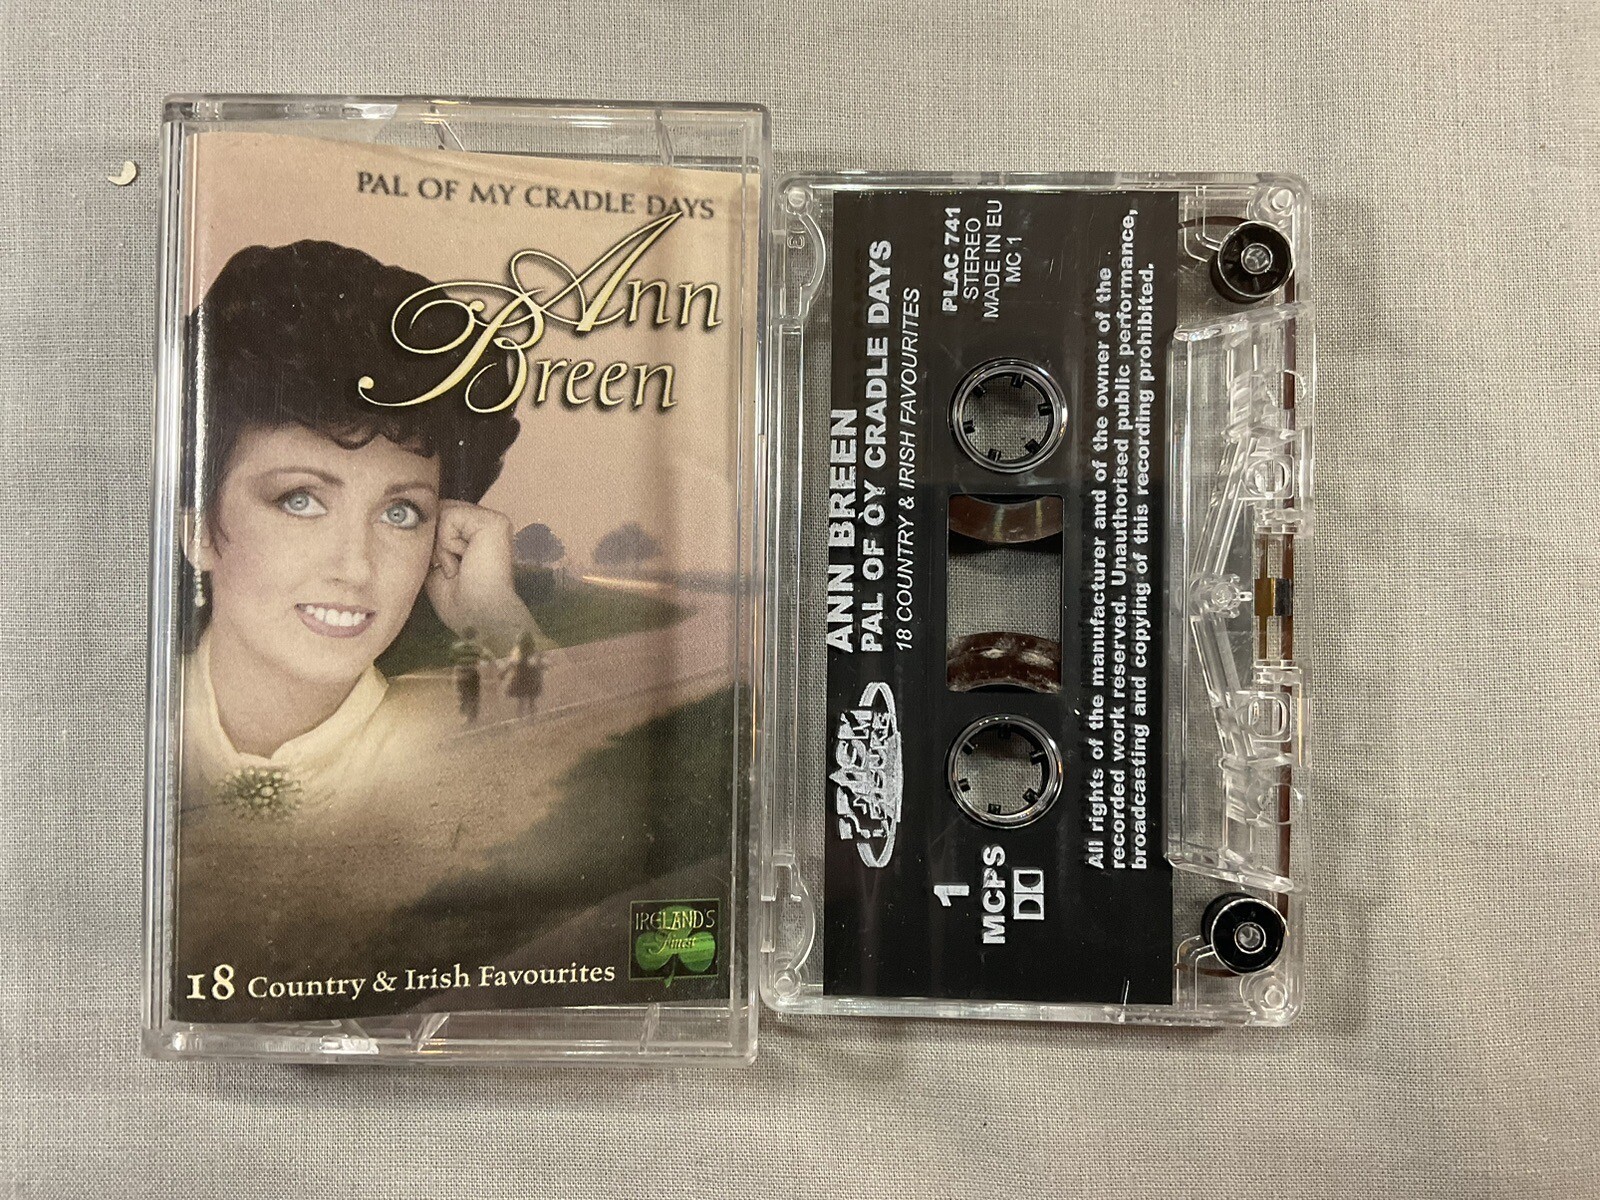 PAL OF MY CRADLE DAYS
Ann
Breen
18 Country & Irish Favourites
IRELAND'S
Finest
ANN BREEN
PAL OF OY CRADLE DAYS
18 COUNTRY & IRISH FAVOURITES
PLAC 741
STEREO
MADE IN EU
MC 1
PRISM
LEISURE
1
MCPS
All rights of the manufacturer and of the owner of the
recorded work reserved. Unauthorised public performance,
broadcasting and copying of this recording prohibited.